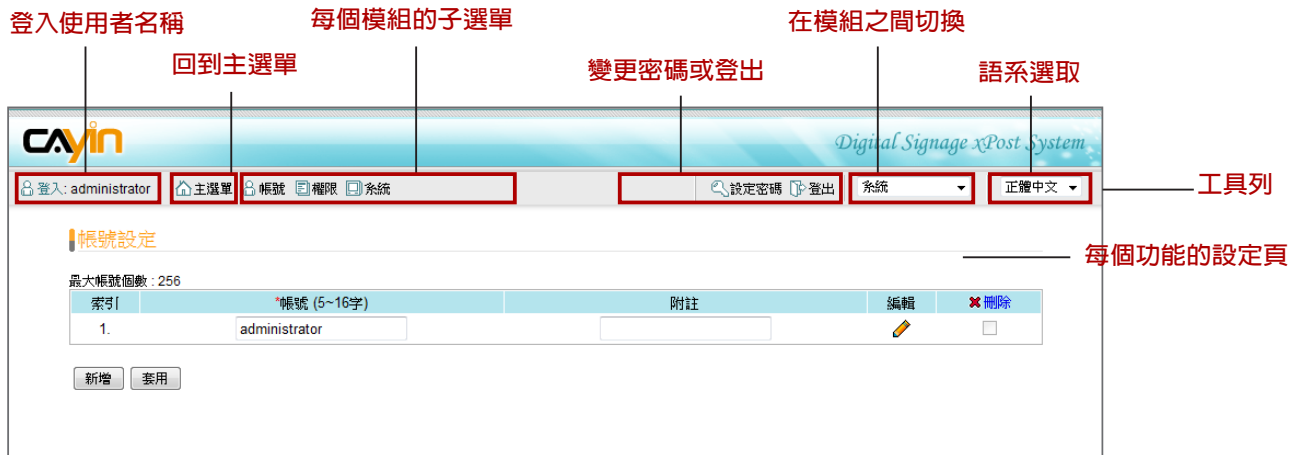 登入使用者名稱
每個模組的子選單
在模組之間切換
回到主選單
變更密碼或登出
語系選取
CAYIN
Digital Signage xPost System
登入: administrator 主選單 帳號 權限 系統 設定密碼 登出 系統 正體中文
工具列
帳號設定
每個功能的設定頁
最大帳號個數 : 256
索引 *帳號 (5~16字) 附註 編輯 刪除
1. administrator
新增 套用